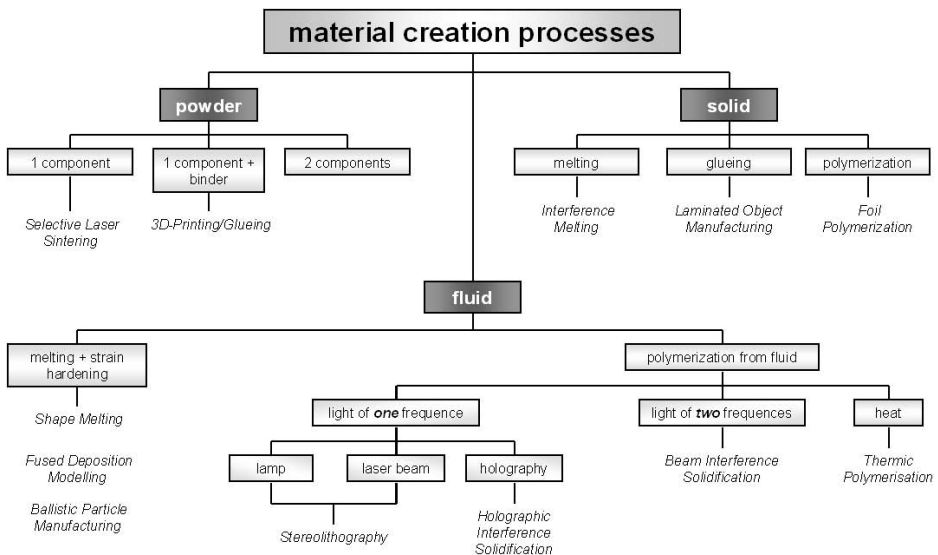 material creation processes
powder
solid
1 component
1 component +
binder
2 components
melting
glueing
polymerization
Selective Laser
Sintering
3D-Printing/Glueing
Interference
Melting
Laminated Object
Manufacturing
Foil
Polymerization
fluid
melting + strain
hardening
polymerization from fluid
Shape Melting
light of one frequence
light of two frequences
heat
Fused Deposition
Modelling
lamp
laser beam
holography
Beam Interference
Solidification
Thermic
Polymerisation
Ballistic Particle
Manufacturing
Stereolithography
Holographic
Interference
Solidification